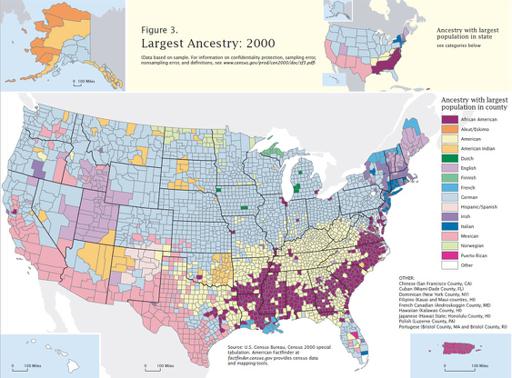 Figure 3.
Largest Ancestry: 2000
(Data based on sample. For information on confidentiality protection, sampling error,
nonsampling error, and definitions, see www.census.gov/prod/cen2000/doc/sf3.pdf)
Ancestry with largest
population in state
see categories below
0 100 Miles
Ancestry with largest
population in county
African American
Aleut/Eskimo
American
American Indian
Dutch
English
Finnish
French
German
Hispanic/Spanish
Irish
Italian
Mexican
Norwegian
Puerto Rican
Other
OTHER:
Chinese (San Francisco County, CA)
Cuban (Miami-Dade County, FL)
Dominican (New York County, NY)
Filipino (Kauai and Maui counties, HI)
French Canadian (Androscoggin County, ME)
Hawaiian (Kalawao County, HI)
Japanese (Hawaii State; Honolulu County, HI)
Polish (Luzerne County, PA)
Portuguese (Bristol County, MA and Bristol County, RI)
Source: U.S. Census Bureau, Census 2000 special
tabulation. American Factfinder at
factfinder.census.gov provides census data
and mapping tools.
0 100 Miles
0 100 Miles
0 100 Miles